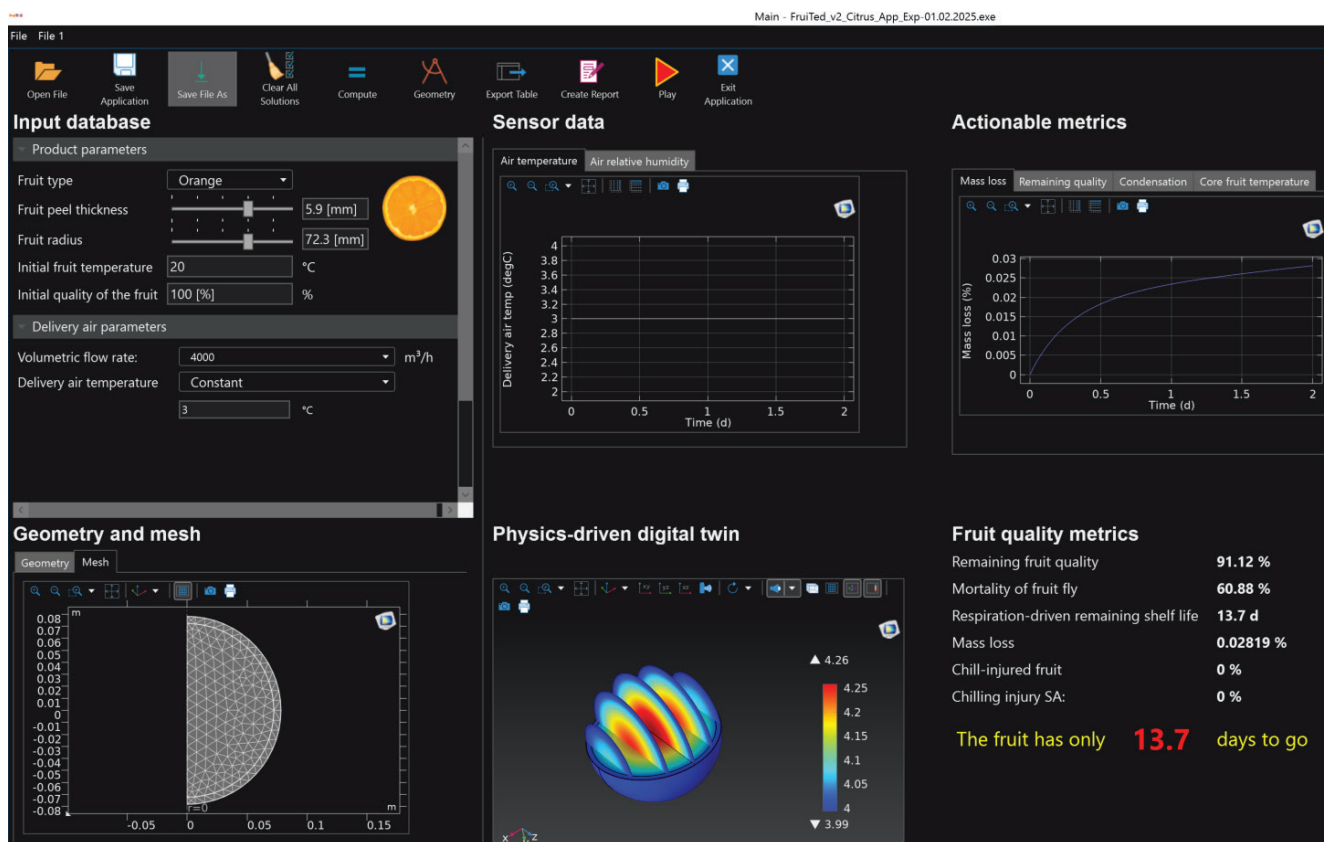 Main - FruiTed_v2_Citrus_App_Exp-01.02.2025.exe
File File 1
Open File
Save Application
Save File As
Clear All Solutions
Compute
Geometry
Export Table
Create Report
Play
Exit Application
Input database
Product parameters
Fruit type Orange
Fruit peel thickness 5.9 [mm]
Fruit radius 72.3 [mm]
Initial fruit temperature 20 °C
Initial quality of the fruit 100 [%] %
Delivery air parameters
Volumetric flow rate: 4000 m³/h
Delivery air temperature Constant
3 °C
Sensor data
Air temperature Air relative humidity
Delivery air temp (degC)
4
3.8
3.6
3.4
3.2
3
2.8
2.6
2.4
2.2
2
0 0.5 1 1.5 2
Time (d)
Actionable metrics
Mass loss Remaining quality Condensation Core fruit temperature
Mass loss (%)
0.03
0.025
0.02
0.015
0.01
0.005
0
0 0.5 1 1.5 2
Time (d)
Geometry and mesh
Geometry Mesh
m
0.08
0.07
0.06
0.05
0.04
0.03
0.02
0.01
0
-0.01
-0.02
-0.03
-0.04
-0.05
-0.06
-0.07
-0.08
r=0
m
-0.05 0 0.05 0.1 0.15
Physics-driven digital twin
xy
▲ 4.26
4.25
4.2
4.15
4.1
4.05
4
▼ 3.99
x z
Fruit quality metrics
Remaining fruit quality 91.12 %
Mortality of fruit fly 60.88 %
Respiration-driven remaining shelf life 13.7 d
Mass loss 0.02819 %
Chill-injured fruit 0 %
Chilling injury SA: 0 %
The fruit has only 13.7 days to go